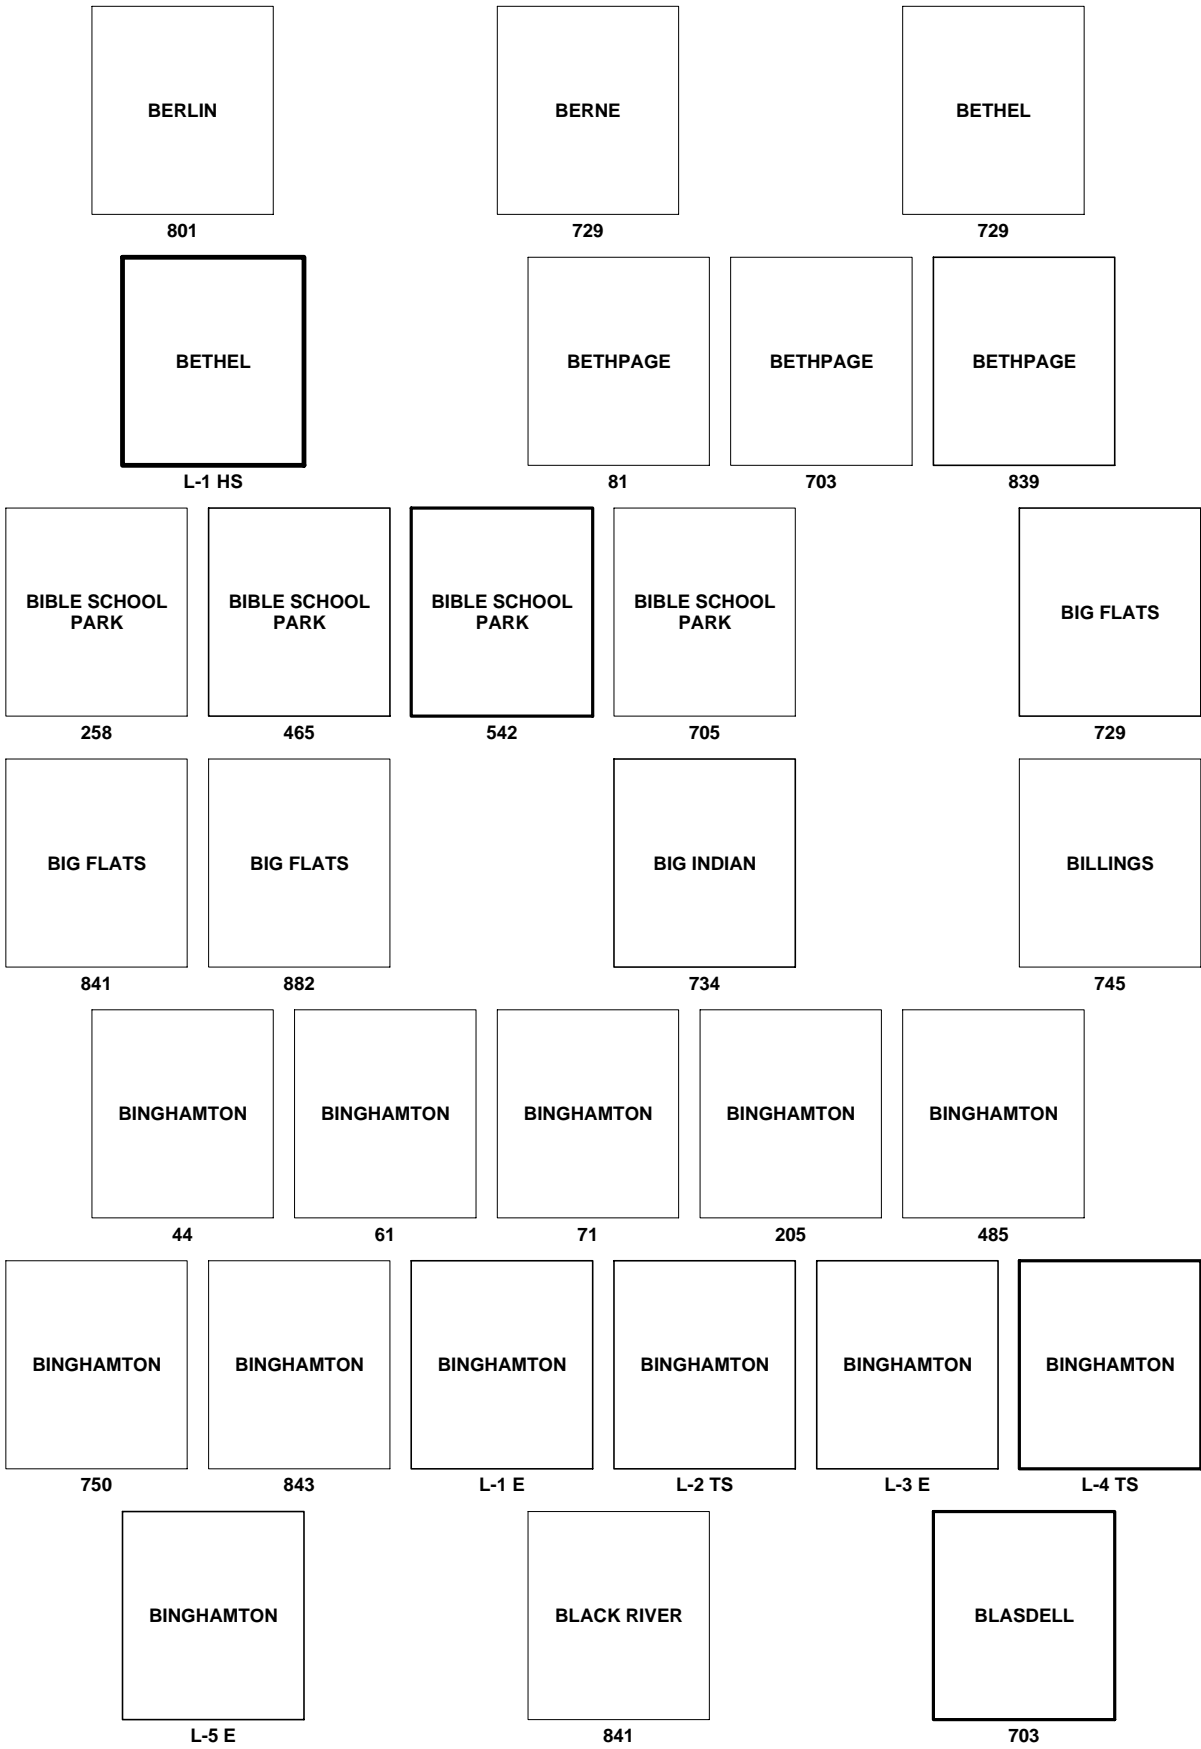 BERLIN
801
BERNE
729
BETHEL
729
BETHEL
L-1 HS
BETHPAGE
81
BETHPAGE
703
BETHPAGE
839
BIBLE SCHOOL
PARK
258
BIBLE SCHOOL
PARK
465
BIBLE SCHOOL
PARK
542
BIBLE SCHOOL
PARK
705
BIG FLATS
729
BIG FLATS
841
BIG FLATS
882
BIG INDIAN
734
BILLINGS
745
BINGHAMTON
44
BINGHAMTON
61
BINGHAMTON
71
BINGHAMTON
205
BINGHAMTON
485
BINGHAMTON
750
BINGHAMTON
843
BINGHAMTON
L-1 E
BINGHAMTON
L-2 TS
BINGHAMTON
L-3 E
BINGHAMTON
L-4 TS
BINGHAMTON
L-5 E
BLACK RIVER
841
BLASDELL
703